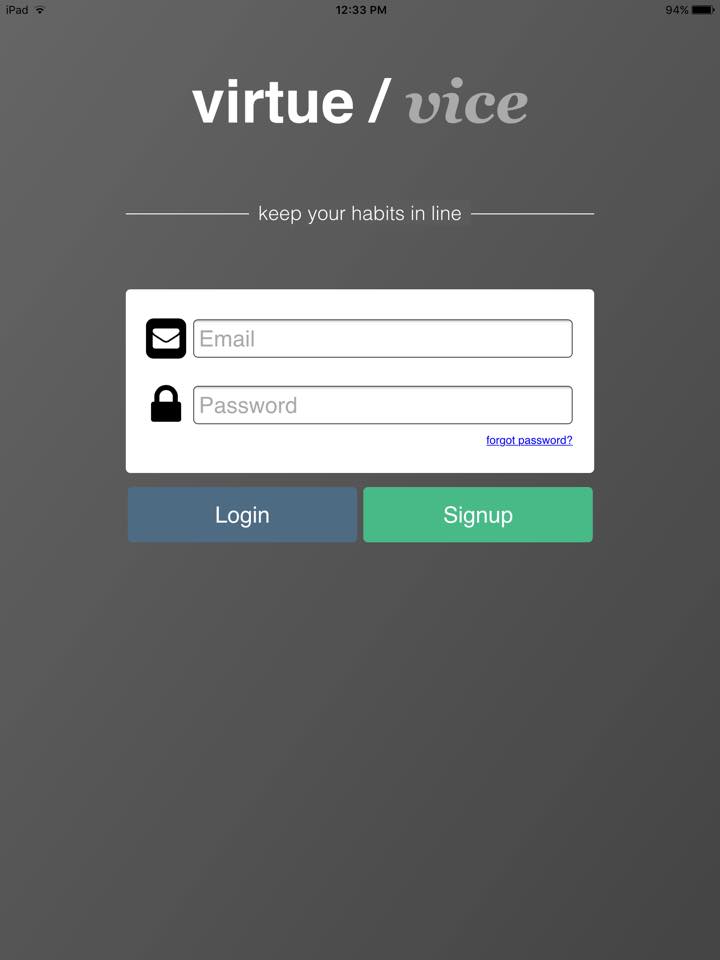 iPad 12:33 PM 94%
virtue / vice
keep your habits in line
Email
Password
forgot password?
Login Signup